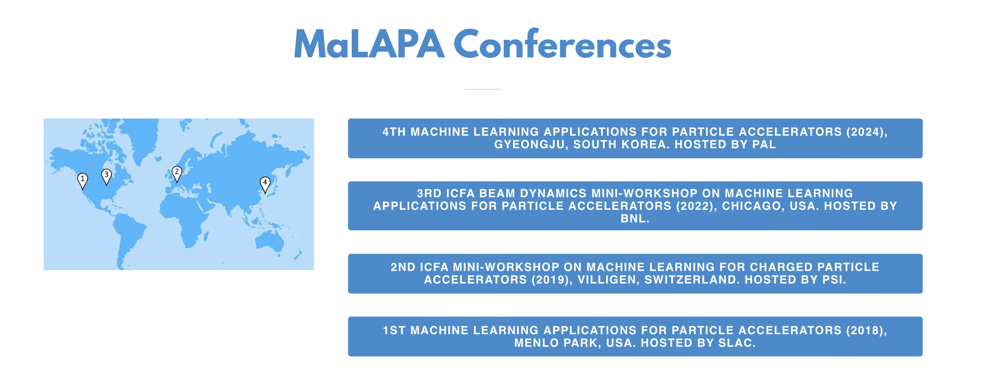 MaLAPA Conferences
1
3
2
4
4TH MACHINE LEARNING APPLICATIONS FOR PARTICLE ACCELERATORS (2024),
GYEONGJU, SOUTH KOREA. HOSTED BY PAL
3RD ICFA BEAM DYNAMICS MINI-WORKSHOP ON MACHINE LEARNING
APPLICATIONS FOR PARTICLE ACCELERATORS (2022), CHICAGO, USA. HOSTED BY
BNL.
2ND ICFA MINI-WORKSHOP ON MACHINE LEARNING FOR CHARGED PARTICLE
ACCELERATORS (2019), VILLIGEN, SWITZERLAND. HOSTED BY PSI.
1ST MACHINE LEARNING APPLICATIONS FOR PARTICLE ACCELERATORS (2018),
MENLO PARK, USA. HOSTED BY SLAC.